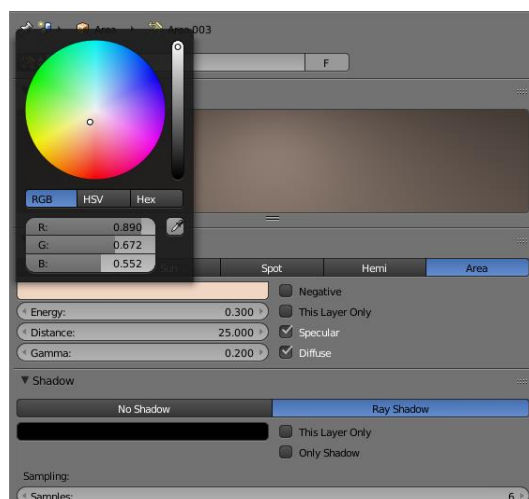 Area Area.003
F
RGB HSV Hex
R: 0.890
G: 0.672
B: 0.552
Sun Spot Hemi Area
Negative
Energy: 0.300 This Layer Only
Distance: 25.000 Specular
Gamma: 0.200 Diffuse
Shadow
No Shadow Ray Shadow
This Layer Only
Only Shadow
Sampling:
Samples: 6